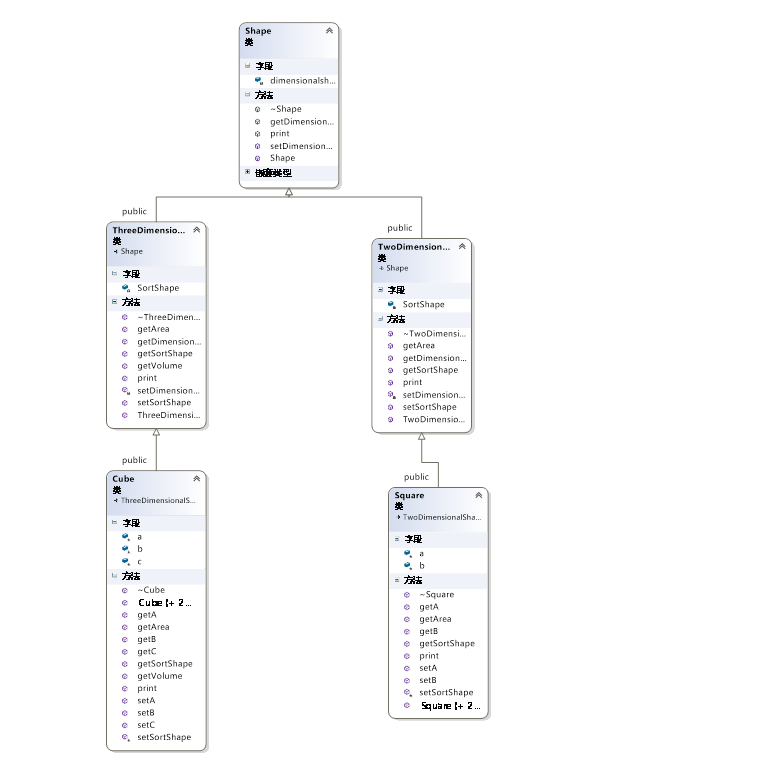 Shape
类
字段
dimensionalsh...
方法
~Shape
getDimension...
print
setDimension...
Shape
嵌套类型
public
ThreeDimensio...
类
Shape
字段
SortShape
方法
~ThreeDimen...
getArea
getDimension...
getSortShape
getVolume
print
setDimension...
setSortShape
ThreeDimensi...
public
TwoDimension...
类
Shape
字段
SortShape
方法
~TwoDimensi...
getArea
getDimension...
getSortShape
print
setDimension...
setSortShape
TwoDimensio...
public
Cube
类
ThreeDimensionalS...
字段
a
b
c
方法
~Cube
Cube (+ 2...
getA
getArea
getB
getC
getSortShape
getVolume
print
setA
setB
setC
setSortShape
public
Square
类
TwoDimensionalSha...
字段
a
b
方法
~Square
getA
getArea
getB
getSortShape
print
setA
setB
setSortShape
Square (+ 2...